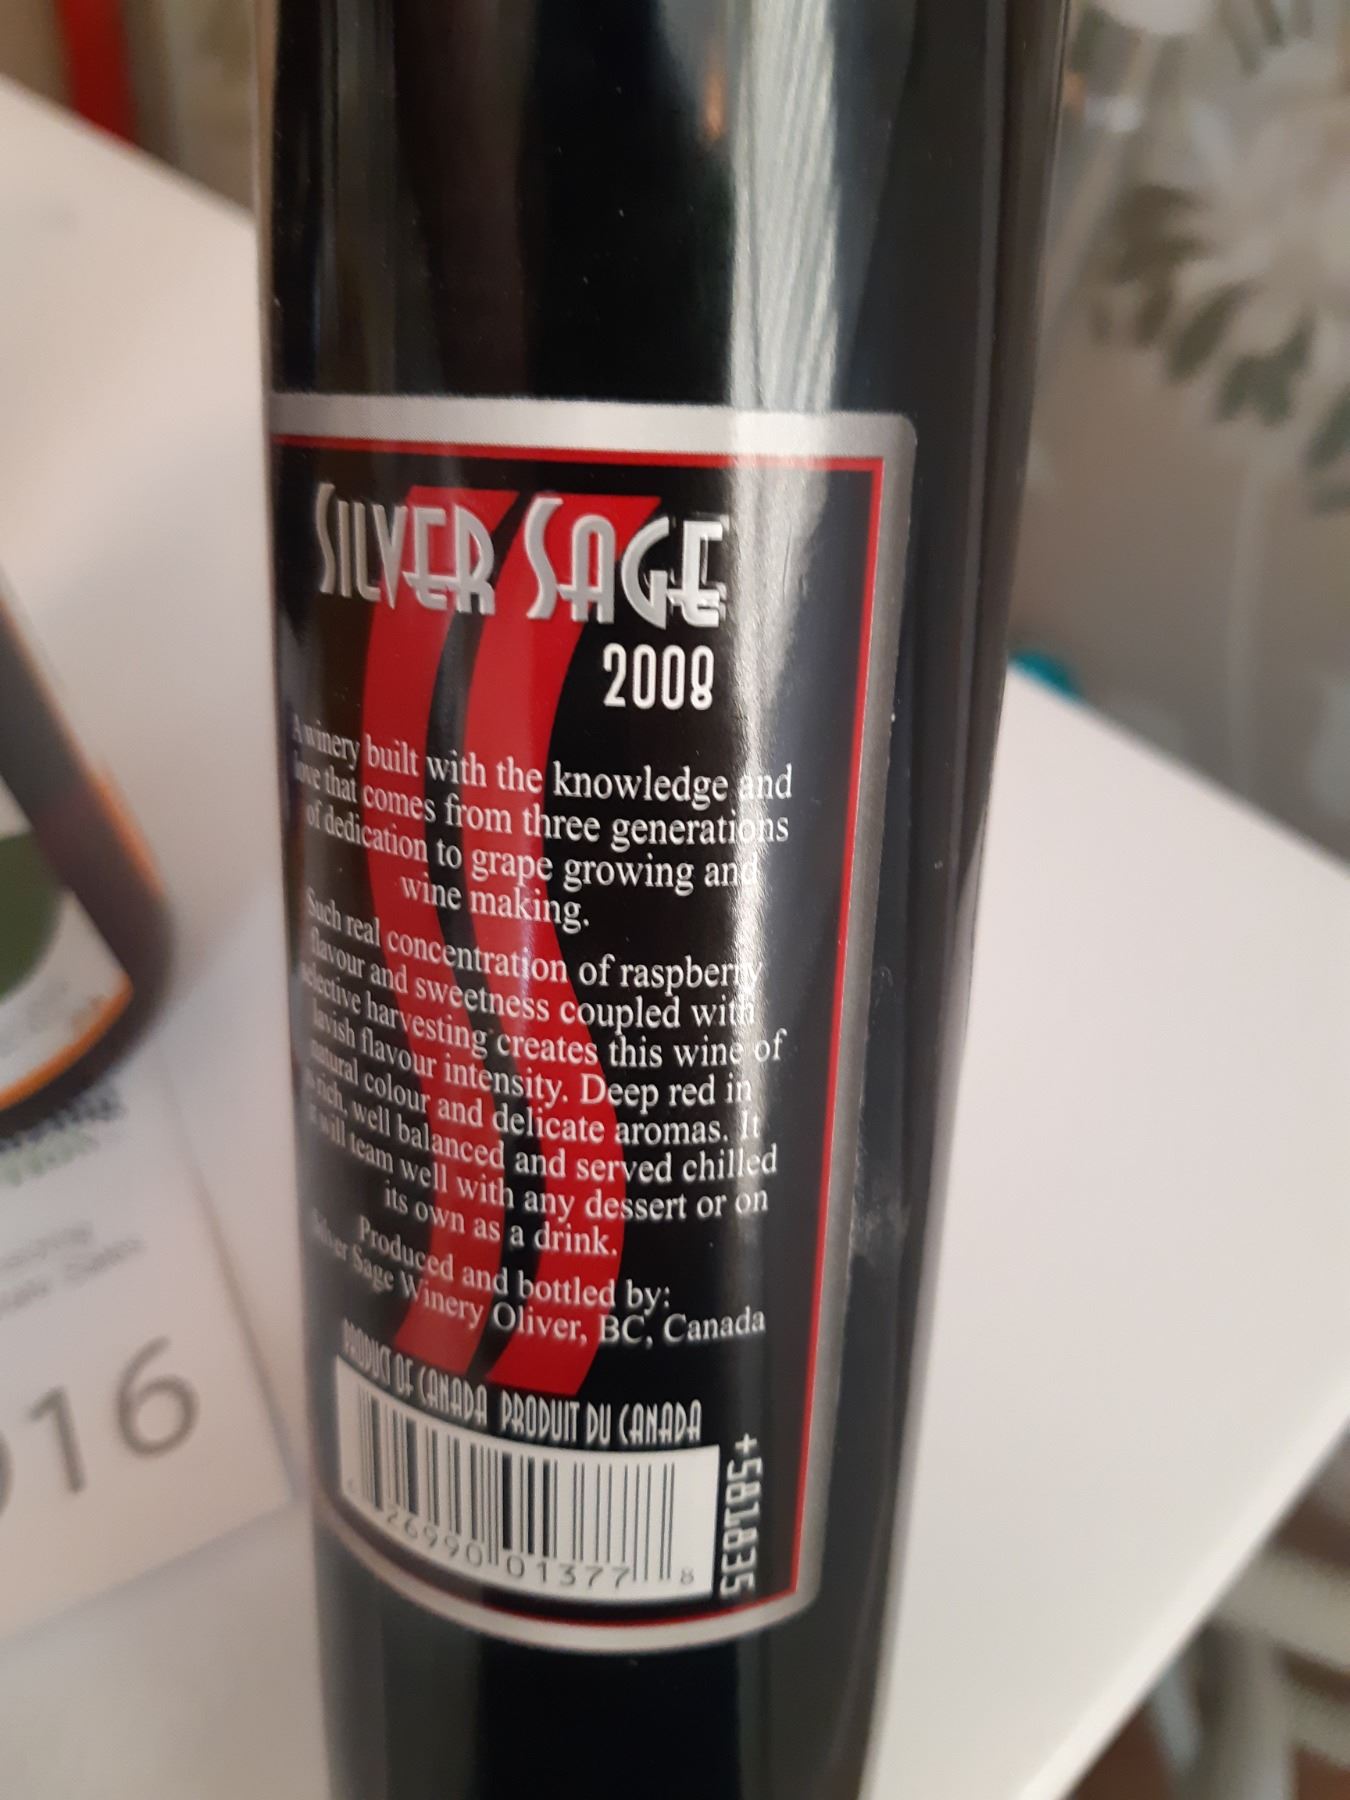 SILVER SAGE
2008
A winery built with the knowledge and
love that comes from three generations
of dedication to grape growing and
wine making.
Such real concentration of raspberry
flavour and sweetness coupled with
selective harvesting creates this wine of
lavish flavour intensity. Deep red in
natural colour and delicate aromas. It
is rich, well balanced and served chilled
it will team well with any dessert or on
its own as a drink.
Produced and bottled by:
Silver Sage Winery Oliver, BC, Canada
PRODUCT OF CANADA PRODUIT DU CANADA
26990 01377 8
+581835
16